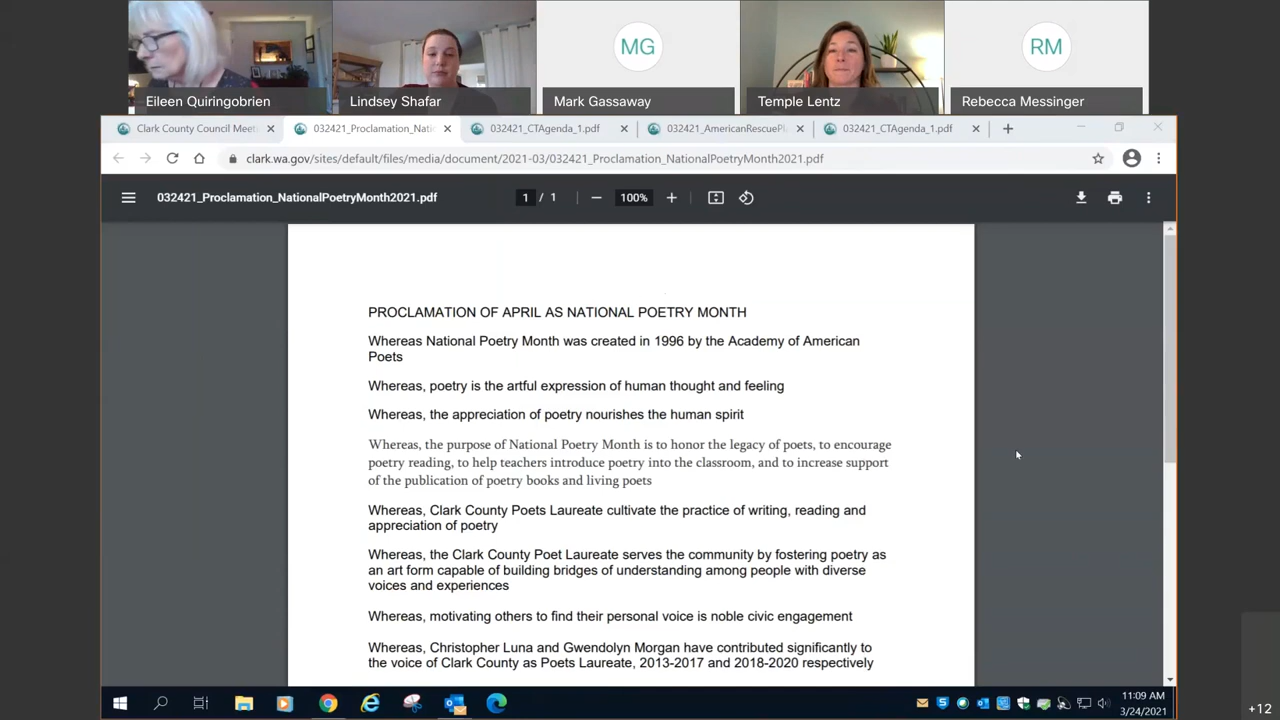 MG
RM
Eileen Quiringobrien
Lindsey Shafar
Mark Gassaway
Temple Lentz
Rebecca Messinger
Clark County Council Meet
032421_Proclamation_Nati
032421_CTAgenda_1.pdf
032421_AmericanRescuePl
032421_CTAgenda_1.pdf
clark.wa.gov/sites/default/files/media/document/2021-03/032421_Proclamation_NationalPoetryMonth2021.pdf
032421_Proclamation_NationalPoetryMonth2021.pdf
1 / 1
100%
PROCLAMATION OF APRIL AS NATIONAL POETRY MONTH
Whereas National Poetry Month was created in 1996 by the Academy of American
Poets
Whereas, poetry is the artful expression of human thought and feeling
Whereas, the appreciation of poetry nourishes the human spirit
Whereas, the purpose of National Poetry Month is to honor the legacy of poets, to encourage
poetry reading, to help teachers introduce poetry into the classroom, and to increase support
of the publication of poetry books and living poets
Whereas, Clark County Poets Laureate cultivate the practice of writing, reading and
appreciation of poetry
Whereas, the Clark County Poet Laureate serves the community by fostering poetry as
an art form capable of building bridges of understanding among people with diverse
voices and experiences
Whereas, motivating others to find their personal voice is noble civic engagement
Whereas, Christopher Luna and Gwendolyn Morgan have contributed significantly to
the voice of Clark County as Poets Laureate, 2013-2017 and 2018-2020 respectively
11:09 AM
3/24/2021
+12